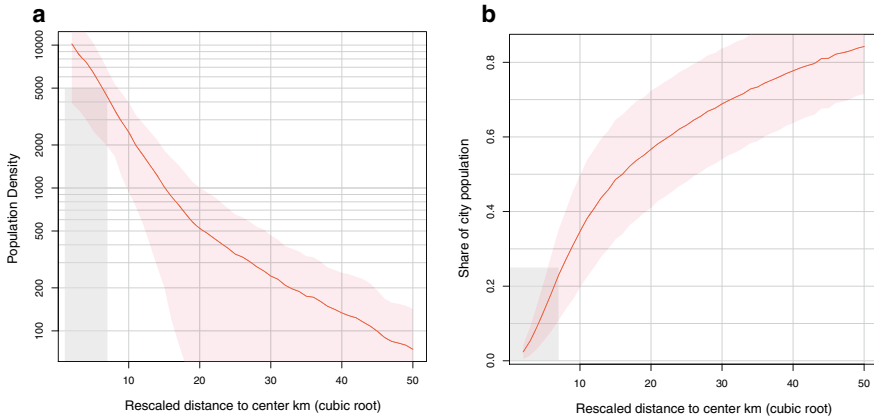 a
Population Density
10000
5000
2000
1000
500
200
100
10 20 30 40 50
Rescaled distance to center km (cubic root)
b
Share of city population
0.8
0.6
0.4
0.2
0.0
10 20 30 40 50
Rescaled distance to center km (cubic root)